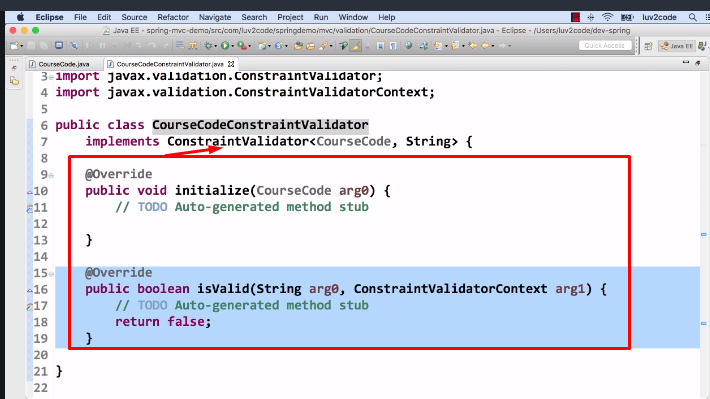 Eclipse File Edit Source Refactor Navigate Search Project Run Window Help luv2code
Java EE - spring-mvc-demo/src/com/luv2code/springdemo/mvc/validation/CourseCodeConstraintValidator.java - Eclipse - /Users/luv2code/dev-spring
Quick Access Java EE
CourseCode.java CourseCodeConstraintValidator.java
3 import javax.validation.ConstraintValidator;
4 import javax.validation.ConstraintValidatorContext;
5
6 public class CourseCodeConstraintValidator
7 implements ConstraintValidator<CourseCode, String> {
8
9 @Override
10 public void initialize(CourseCode arg0) {
11 // TODO Auto-generated method stub
12
13 }
14
15 @Override
16 public boolean isValid(String arg0, ConstraintValidatorContext arg1) {
17 // TODO Auto-generated method stub
18 return false;
19 }
20
21 }
22